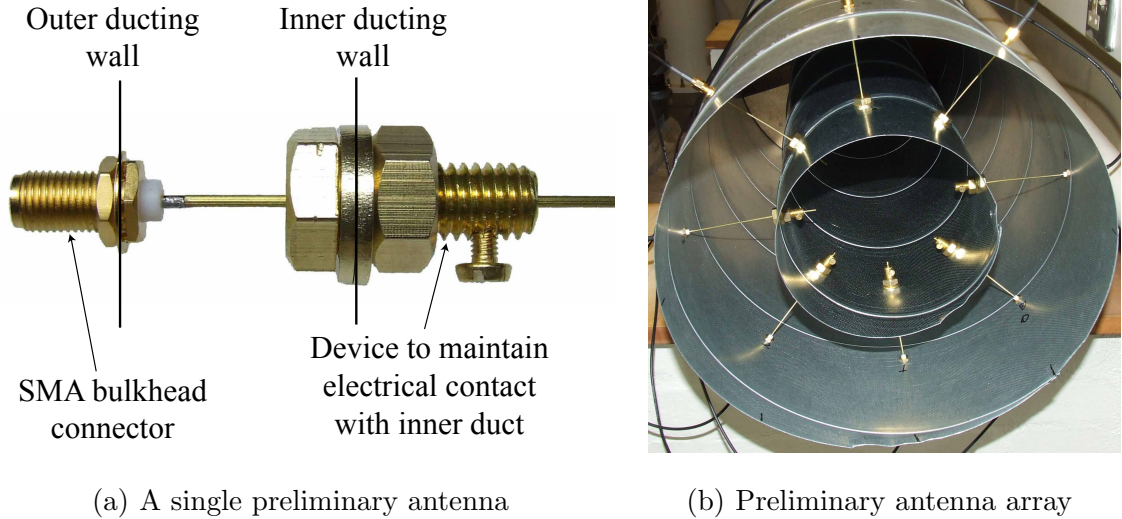 Outer ducting
wall
Inner ducting
wall
SMA bulkhead
connector
Device to maintain
electrical contact
with inner duct
(a) A single preliminary antenna
(b) Preliminary antenna array